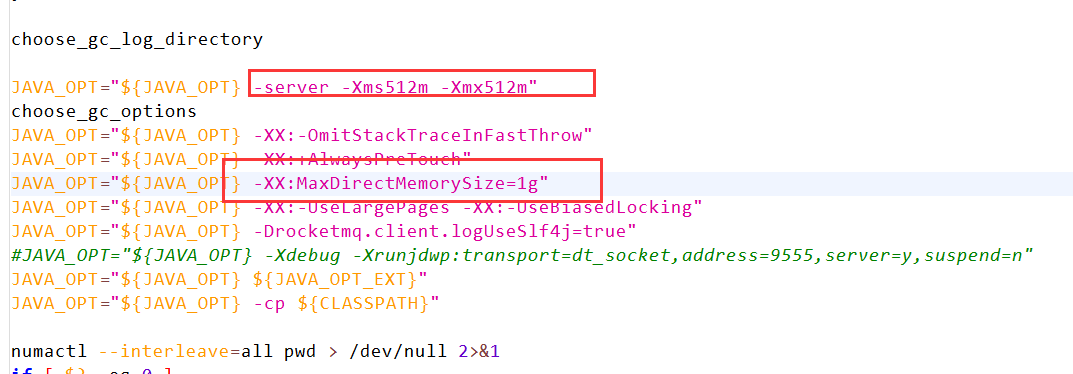 choose_gc_log_directory
JAVA_OPT="${JAVA_OPT} -server -Xms512m -Xmx512m"
choose_gc_options
JAVA_OPT="${JAVA_OPT} -XX:-OmitStackTraceInFastThrow"
JAVA_OPT="${JAVA_OPT} -XX:+AlwaysPreTouch"
JAVA_OPT="${JAVA_OPT} -XX:MaxDirectMemorySize=1g"
JAVA_OPT="${JAVA_OPT} -XX:-UseLargePages -XX:-UseBiasedLocking"
JAVA_OPT="${JAVA_OPT} -Drocketmq.client.logUseSlf4j=true"
#JAVA_OPT="${JAVA_OPT} -Xdebug -Xrunjdwp:transport=dt_socket,address=9555,server=y,suspend=n"
JAVA_OPT="${JAVA_OPT} ${JAVA_OPT_EXT}"
JAVA_OPT="${JAVA_OPT} -cp ${CLASSPATH}"
numactl --interleave=all pwd > /dev/null 2>&1